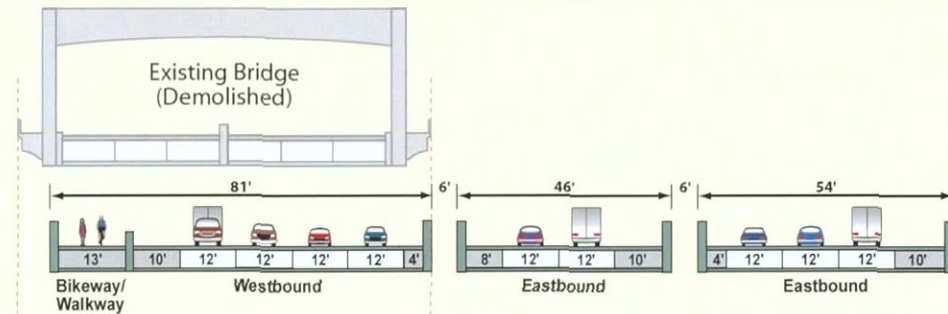 Existing Bridge
(Demolished)
81' 6' 46' 6' 54'
13' 10' 12' 12' 12' 12' 4' 8' 12' 12' 10' 4' 12' 12' 12' 10'
Bikeway/ Westbound Eastbound Eastbound
Walkway